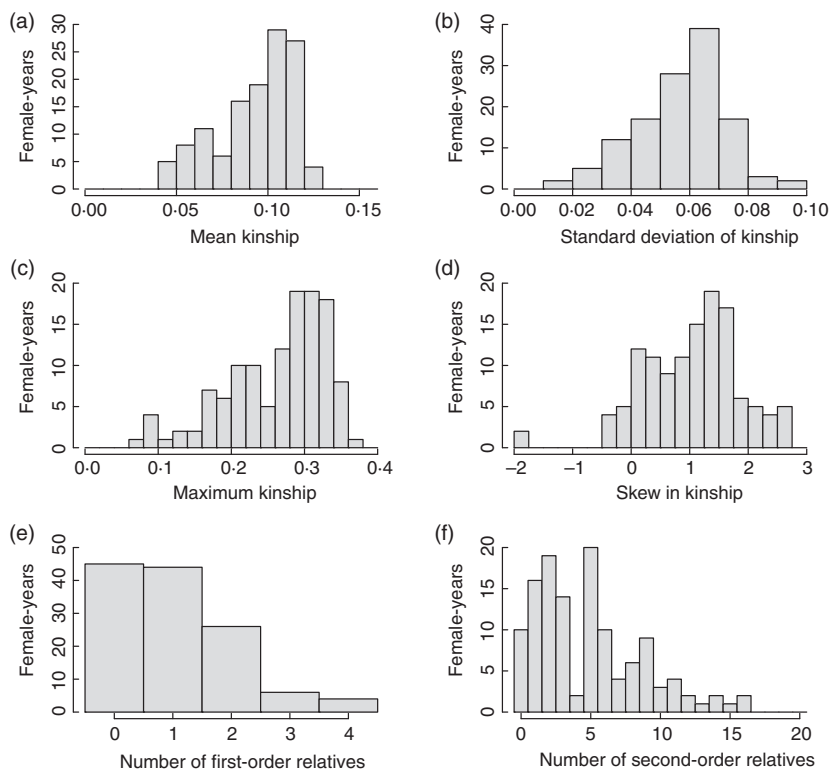 (a)
Female-years
0 5 10 15 20 25 30
0·00 0·05 0·10 0·15
Mean kinship
(b)
Female-years
0 10 20 30 40
0·00 0·02 0·04 0·06 0·08 0·10
Standard deviation of kinship
(c)
Female-years
0 5 10 15 20
0·0 0·1 0·2 0·3 0·4
Maximum kinship
(d)
Female-years
0 5 10 15 20
−2 −1 0 1 2 3
Skew in kinship
(e)
Female-years
0 10 20 30 40 50
0 1 2 3 4
Number of first-order relatives
(f)
Female-years
0 5 10 15 20
0 5 10 15 20
Number of second-order relatives